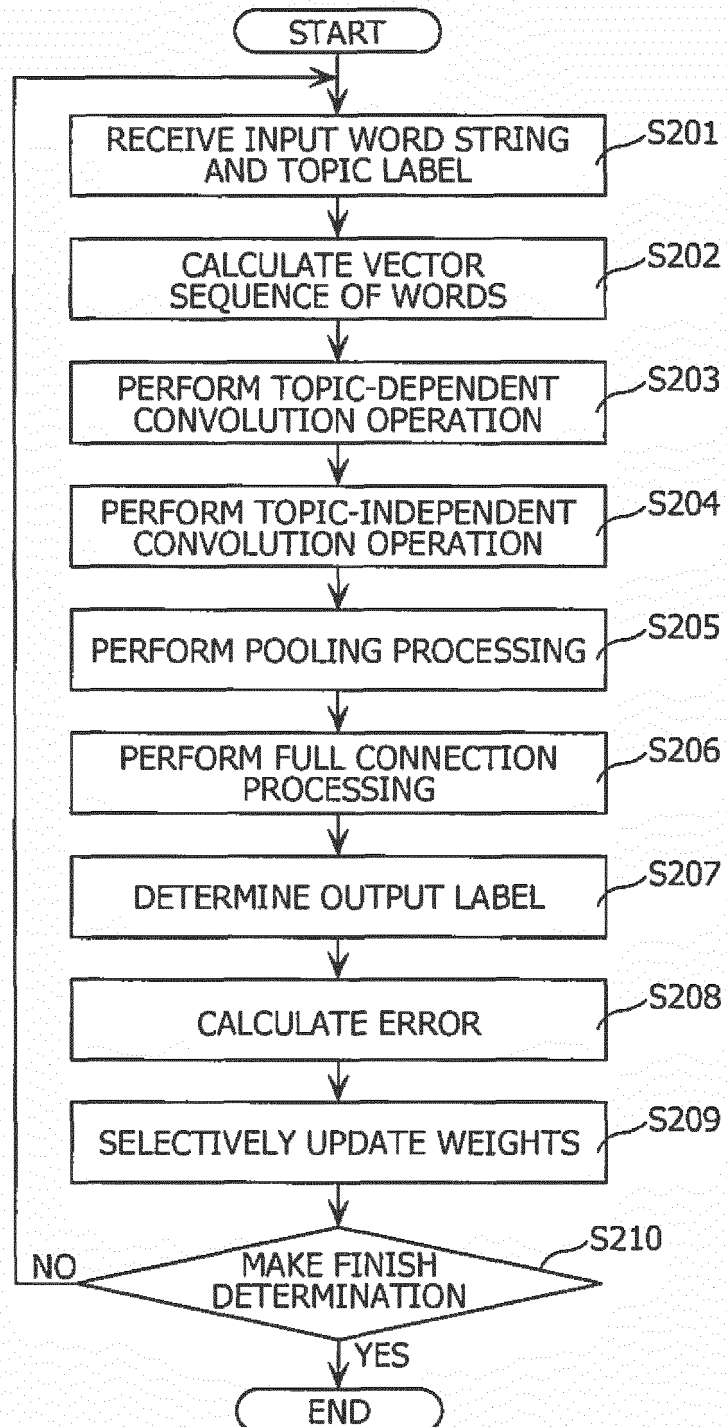 START
RECEIVE INPUT WORD STRING
AND TOPIC LABEL
S201
CALCULATE VECTOR
SEQUENCE OF WORDS
S202
PERFORM TOPIC-DEPENDENT
CONVOLUTION OPERATION
S203
PERFORM TOPIC-INDEPENDENT
CONVOLUTION OPERATION
S204
PERFORM POOLING PROCESSING
S205
PERFORM FULL CONNECTION
PROCESSING
S206
DETERMINE OUTPUT LABEL
S207
CALCULATE ERROR
S208
SELECTIVELY UPDATE WEIGHTS
S209
MAKE FINISH
DETERMINATION
S210
NO
YES
END